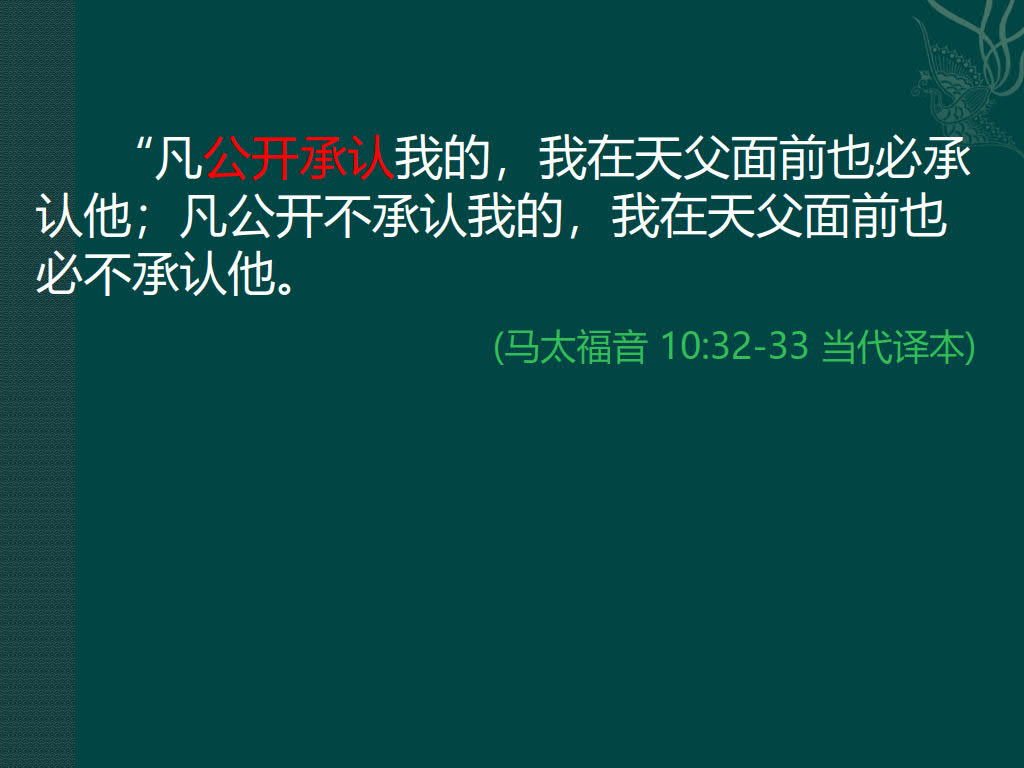 “凡公开承认我的，我在天父面前也必承
认他；凡公开不承认我的，我在天父面前也
必不承认他。
(马太福音 10:32-33 当代译本)